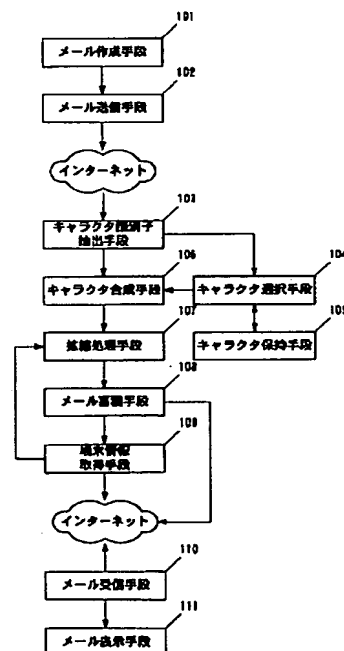 101
メール作成手段
102
メール送信手段
インターネット
103
キャラクタ識別子
抽出手段
106
キャラクタ合成手段
104
キャラクタ選択手段
107
105
キャラクタ保持手段
拡縮処理手段
108
メール蓄積手段
109
端末情報
取得手段
インターネット
110
メール受信手段
111
メール表示手段